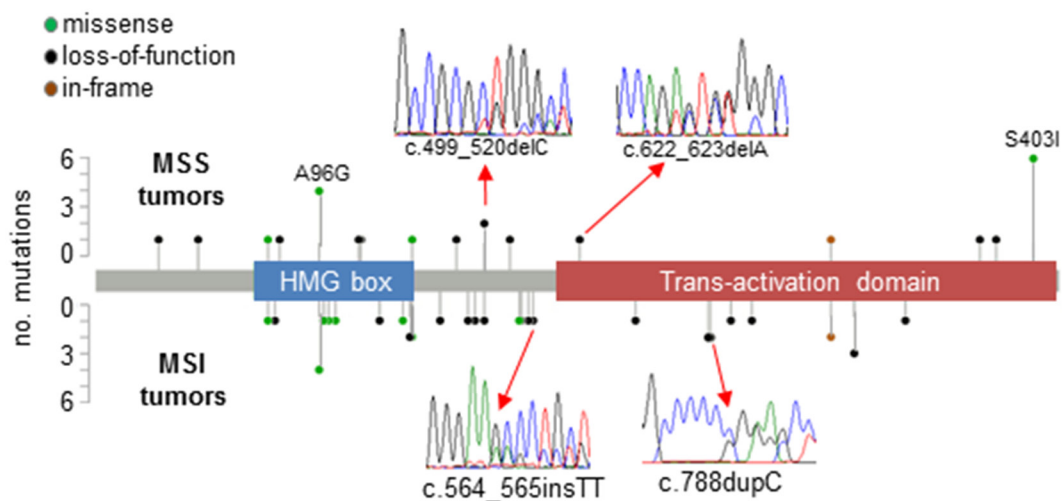 missense
loss-of-function
in-frame
c.499_520delC
c.622_623delA
S403I
6
MSS
tumors
A96G
3
0
no. mutations
HMG box
Trans-activation domain
0
MSI
tumors
3
6
c.564_565insTT
c.788dupC